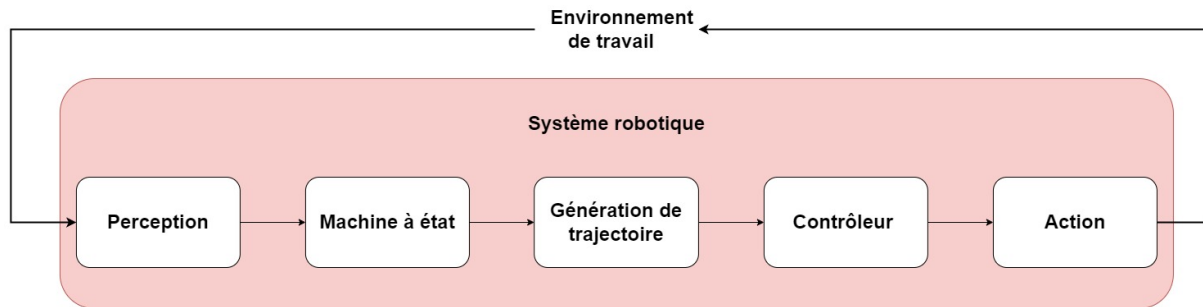 Environnement
de travail
Système robotique
Perception
Machine à état
Génération de
trajectoire
Contrôleur
Action